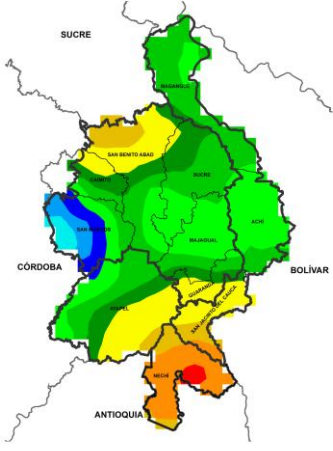 SUCRE
MAGANGUÉ
SAN BENITO ABAD
CAIMITO
SUCRE
SAN MARCOS
ACHÍ
MAJAGUAL
CÓRDOBA
BOLÍVAR
GUARANDA
SAN JACINTO DEL CAUCA
AYAPEL
NECHÍ
ANTIOQUIA